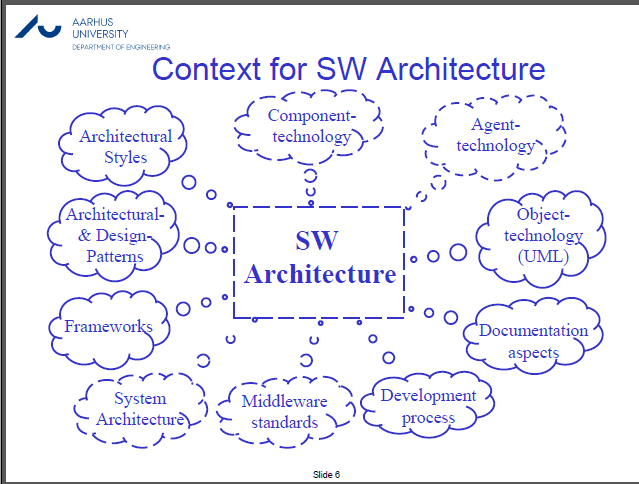 AARHUS
UNIVERSITY
DEPARTMENT OF ENGINEERING
Context for SW Architecture
Architectural
Styles
Component-
technology
Agent-
technology
Architectural-
& Design-
Patterns
SW
Architecture
Object-
technology
(UML)
Frameworks
Documentation
aspects
System
Architecture
Middleware
standards
Development
process
Slide 6